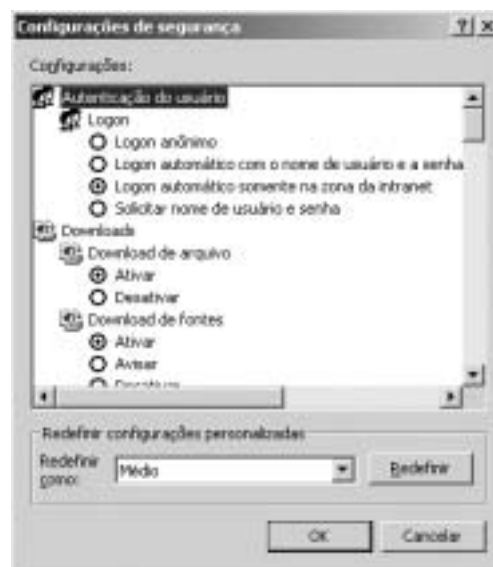 Configurações de segurança
Configurações:
Autenticação do usuário
Logon
Logon anônimo
Logon automático com o nome de usuário e a senha
Logon automático somente na zona da intranet
Solicitar nome de usuário e senha
Downloads
Download de arquivo
Ativar
Desativar
Download de fontes
Ativar
Avisar
Desativar
Redefinir configurações personalizadas
Redefinir como:
Médio
Redefinir
OK
Cancelar